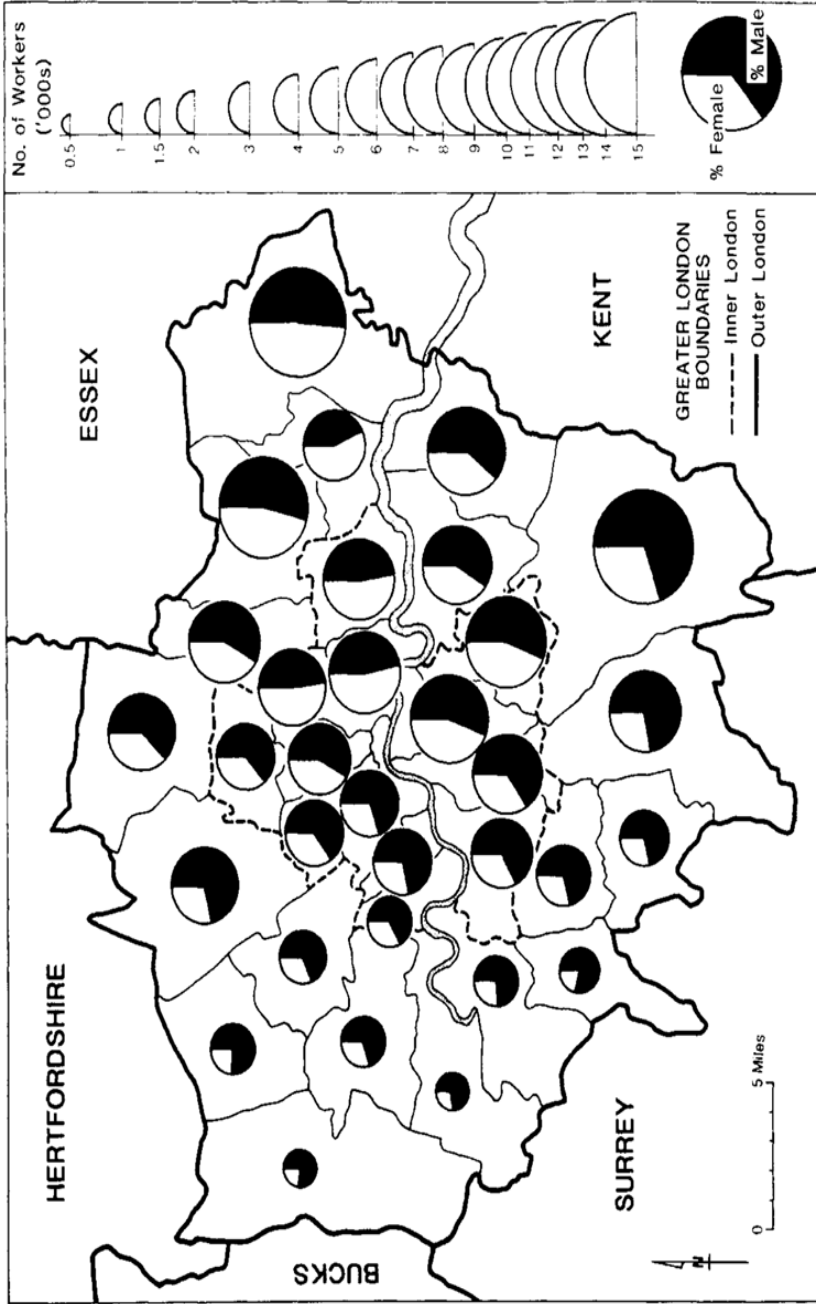 HERTFORDSHIRE
ESSEX
BUCKS
SURREY
KENT
N
0
5 Miles
GREATER LONDON
BOUNDARIES
Inner London
Outer London
No. of Workers
('000s)
0.5
1
1.5
2
3
4
5
6
7
8
9
10
11
12
13
14
15
% Female
% Male